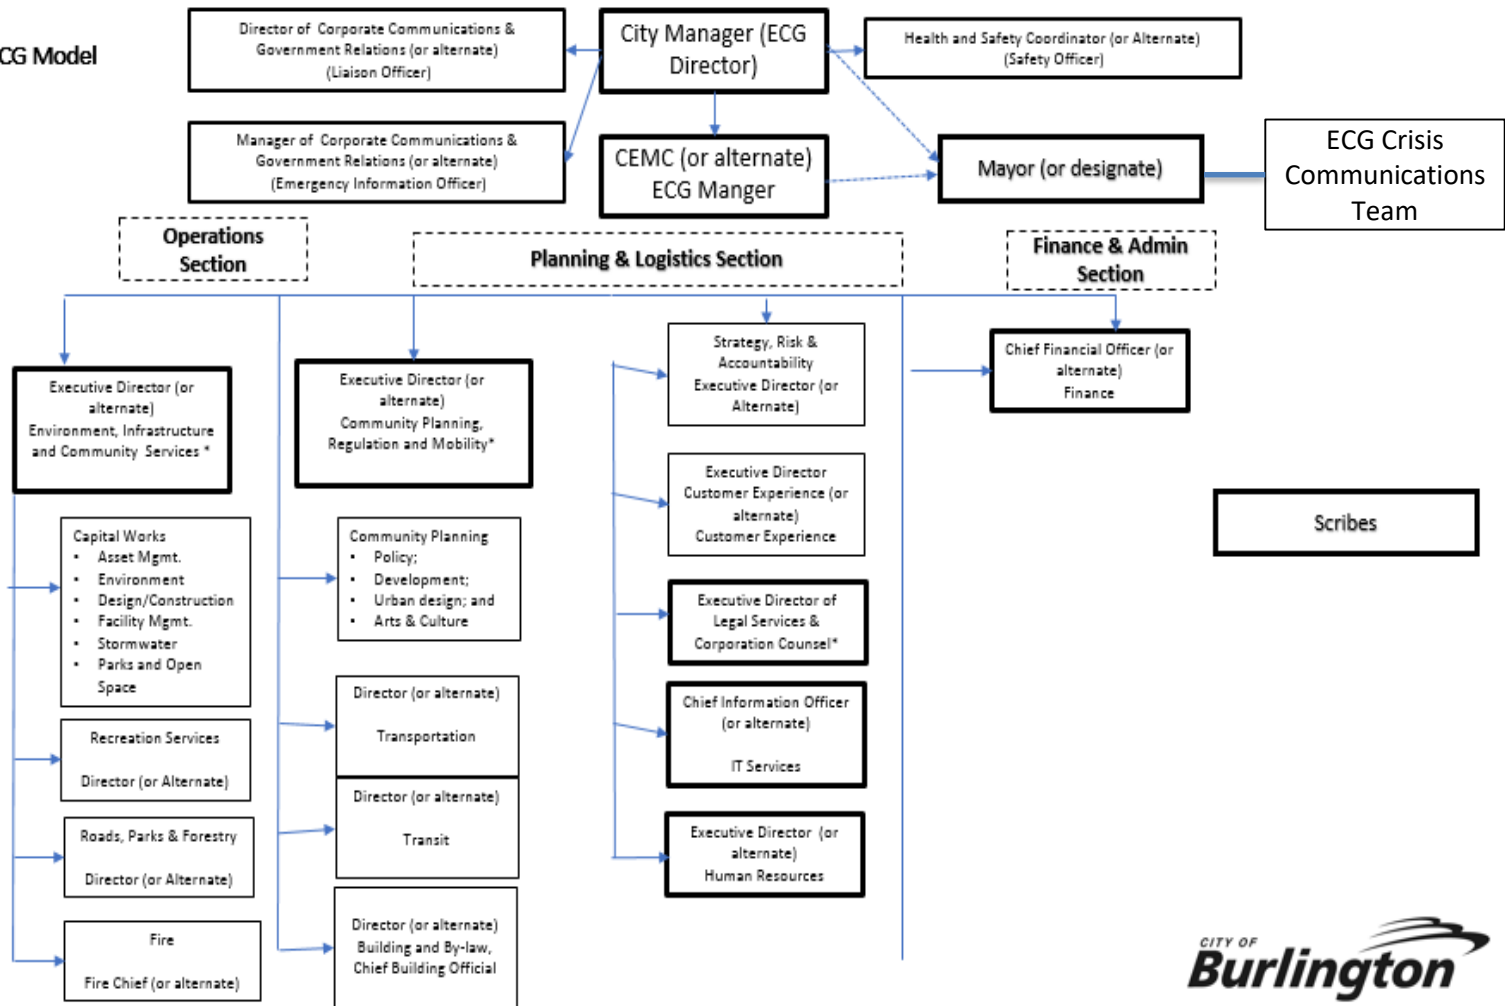 CG Model
Director of Corporate Communications &
Government Relations (or alternate)
(Liaison Officer)
City Manager (ECG
Director)
Health and Safety Coordinator (or Alternate)
(Safety Officer)
Manager of Corporate Communications &
Government Relations (or alternate)
(Emergency Information Officer)
CEMC (or alternate)
ECG Manger
Mayor (or designate)
ECG Crisis
Communications
Team
Operations
Section
Planning & Logistics Section
Finance & Admin
Section
Executive Director (or
alternate)
Environment, Infrastructure
and Community Services *
Capital Works
• Asset Mgmt.
• Environment
• Design/Construction
• Facility Mgmt.
• Stormwater
• Parks and Open
Space
Recreation Services
Director (or Alternate)
Roads, Parks & Forestry
Director (or Alternate)
Fire
Fire Chief (or alternate)
Executive Director (or
alternate)
Community Planning,
Regulation and Mobility*
Community Planning
• Policy;
• Development;
• Urban design; and
• Arts & Culture
Director (or alternate)
Transportation
Director (or alternate)
Transit
Director (or alternate)
Building and By-law,
Chief Building Official
Strategy, Risk &
Accountability
Executive Director (or
Alternate)
Executive Director
Customer Experience (or
alternate)
Customer Experience
Executive Director of
Legal Services &
Corporation Counsel*
Chief Information Officer
(or alternate)
IT Services
Executive Director (or
alternate)
Human Resources
Chief Financial Officer (or
alternate)
Finance
Scribes
CITY OF
Burlington